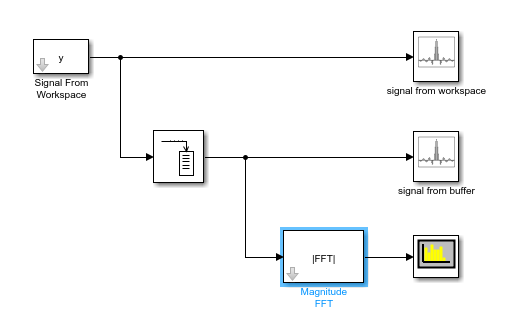 y
Signal From
Workspace
signal from workspace
signal from buffer
|FFT|
Magnitude
FFT